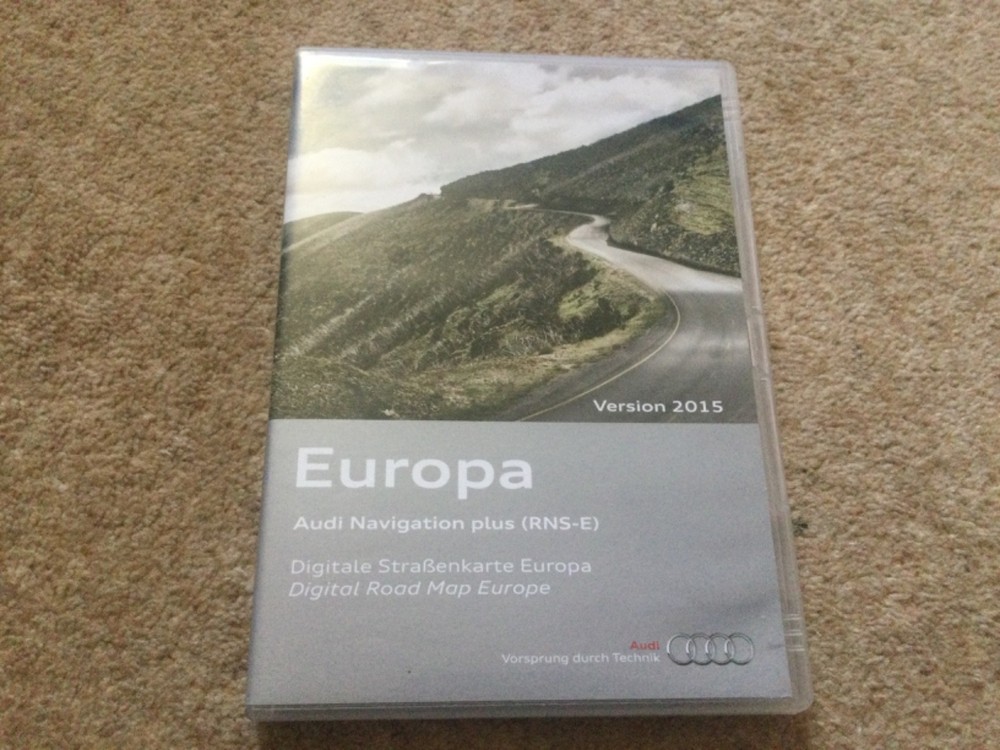 Version 2015
Europa
Audi Navigation plus (RNS-E)
Digitale Straßenkarte Europa
Digital Road Map Europe
Audi
Vorsprung durch Technik